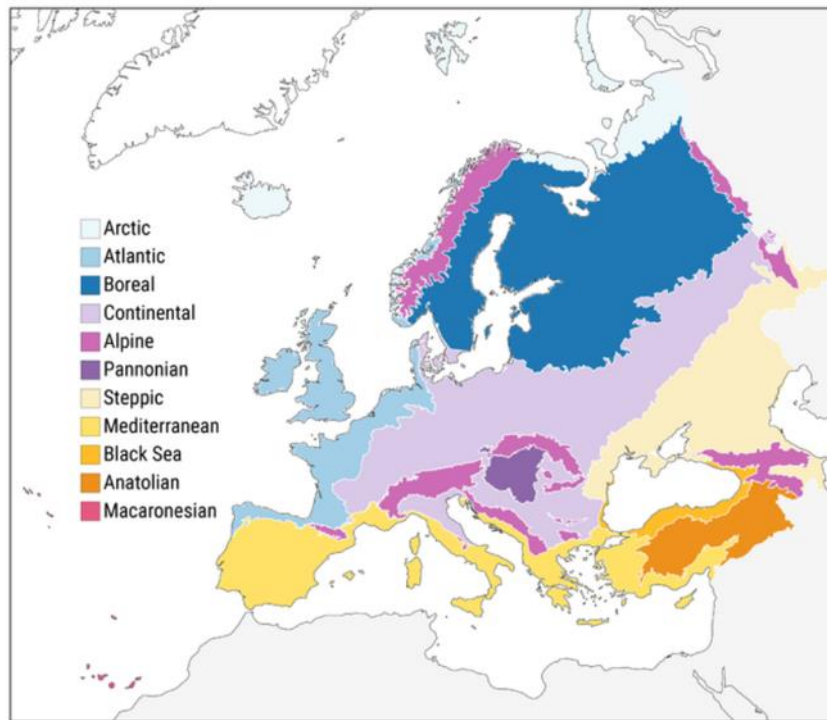 Arctic
Atlantic
Boreal
Continental
Alpine
Pannonian
Steppic
Mediterranean
Black Sea
Anatolian
Macaronesian